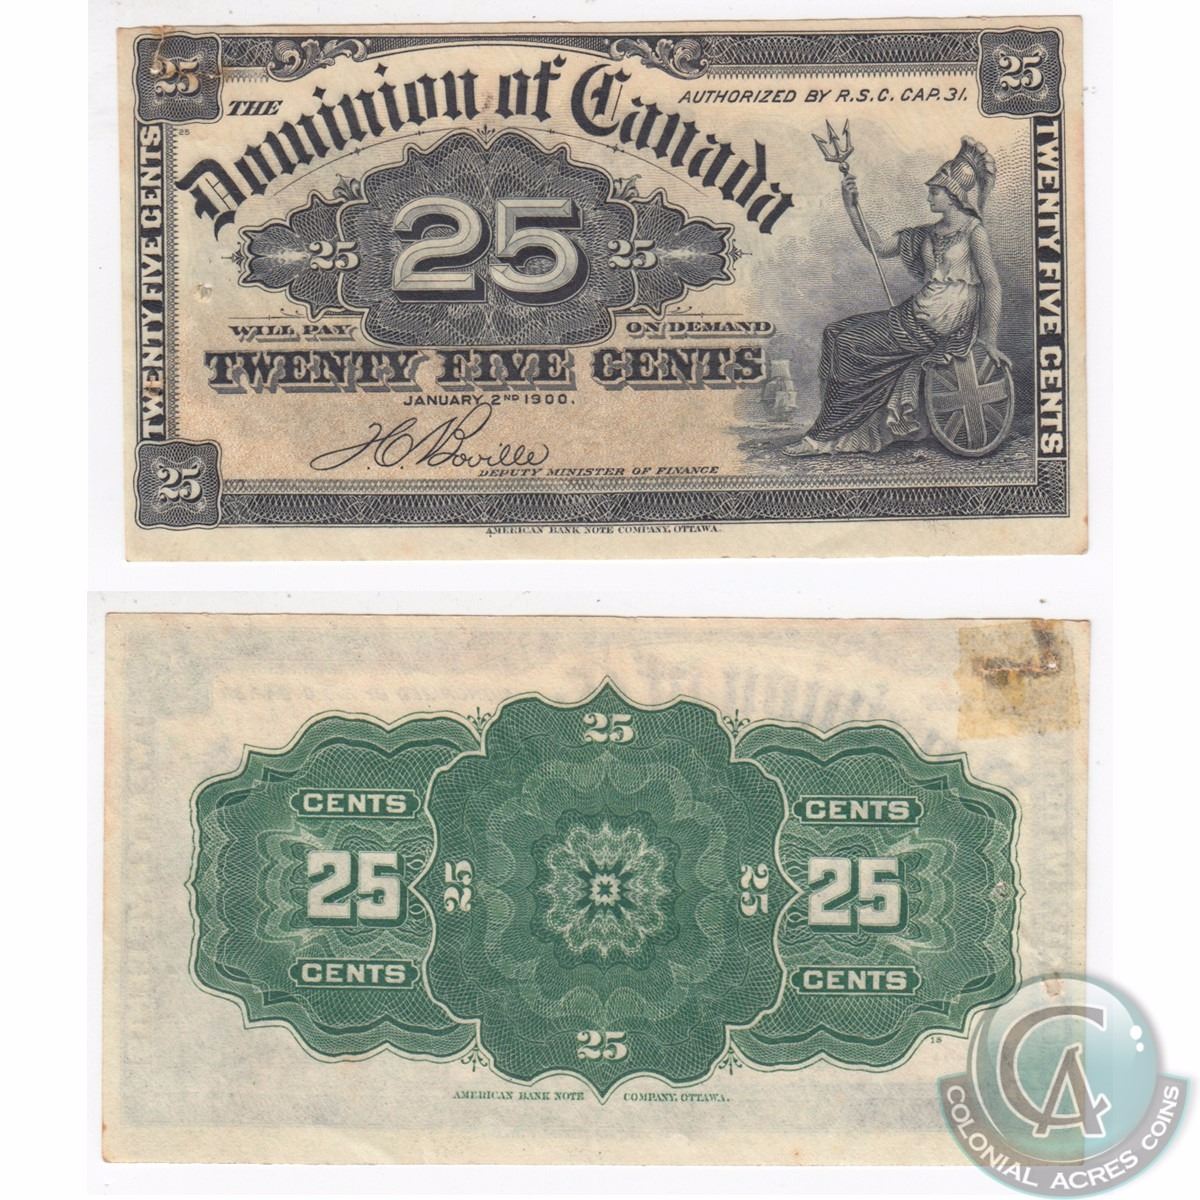 25
25
THE
Dominion of Canada
AUTHORIZED BY R.S.C. CAP. 31.
25
TWENTY FIVE CENTS
TWENTY FIVE CENTS
25
25
25
WILL PAY
ON DEMAND
TWENTY FIVE CENTS
JANUARY 2ND 1900.
H.C. Boville
DEPUTY MINISTER OF FINANCE
25
AMERICAN BANK NOTE COMPANY, OTTAWA.
25
CENTS
CENTS
25
25
25
25
CENTS
CENTS
25
AMERICAN BANK NOTE COMPANY, OTTAWA.
CA
COLONIAL ACRES COINS